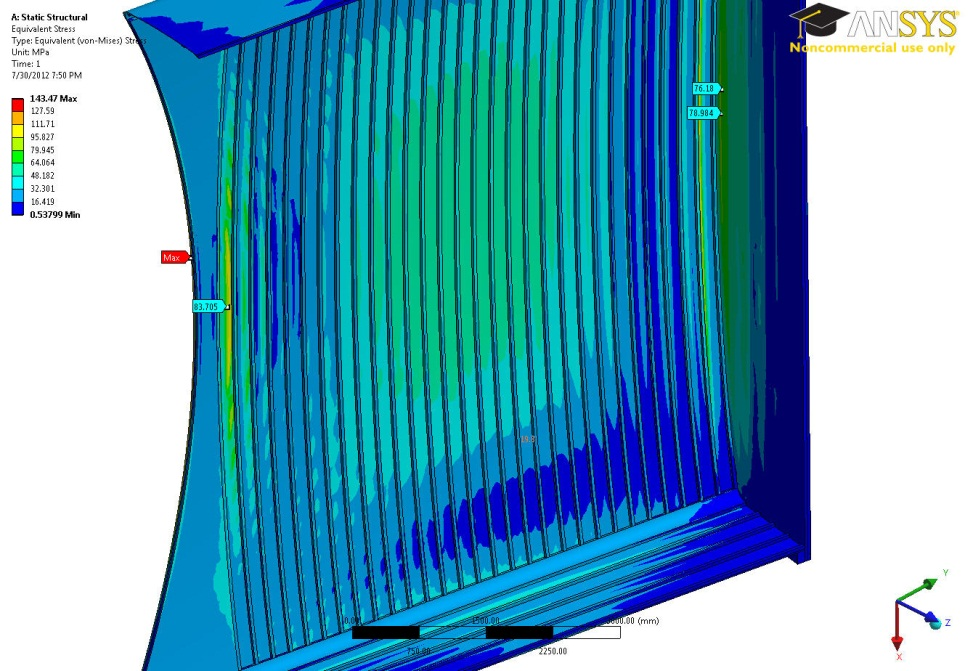 A: Static Structural
Equivalent Stress
Type: Equivalent (von-Mises) Stress
Unit: MPa
Time: 1
7/30/2012 7:50 PM
143.47 Max
127.59
111.71
95.827
79.945
64.064
48.182
32.301
16.419
0.53799 Min
ANSYS
Noncommercial use only
76.18
78.984
Max
83.705
0.00
1500.00
3000.00 (mm)
750.00
2250.00
Y
Z
X